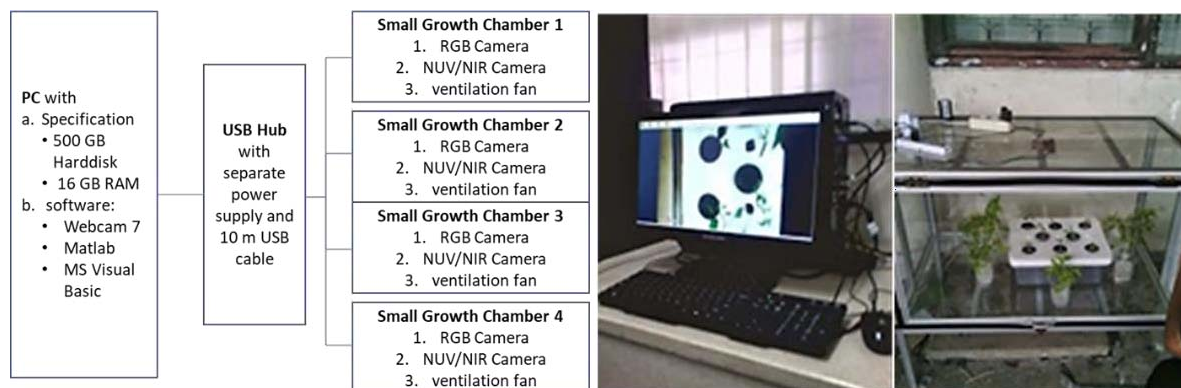 PC with
a. Specification
• 500 GB
Harddisk
• 16 GB RAM
b. software:
• Webcam 7
• Matlab
• MS Visual
Basic
USB Hub
with
separate
power
supply and
10 m USB
cable
Small Growth Chamber 1
1. RGB Camera
2. NUV/NIR Camera
3. ventilation fan
Small Growth Chamber 2
1. RGB Camera
2. NUV/NIR Camera
3. ventilation fan
Small Growth Chamber 3
1. RGB Camera
2. NUV/NIR Camera
3. ventilation fan
Small Growth Chamber 4
1. RGB Camera
2. NUV/NIR Camera
3. ventilation fan